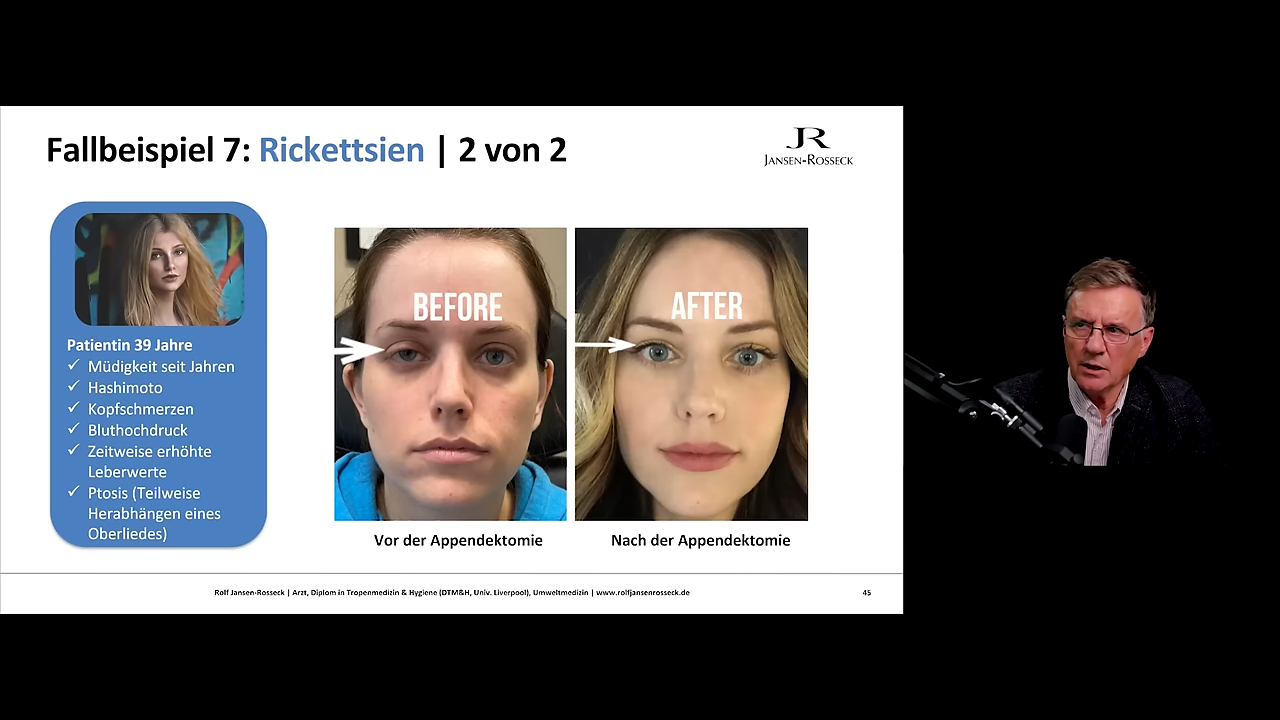 Fallbeispiel 7: Rickettsien | 2 von 2
JR
JANSEN-ROSSECK
Patientin 39 Jahre
✓ Müdigkeit seit Jahren
✓ Hashimoto
✓ Kopfschmerzen
✓ Bluthochdruck
✓ Zeitweise erhöhte
Leberwerte
✓ Ptosis (Teilweise
Herabhängen eines
Oberliedes)
BEFORE
AFTER
Vor der Appendektomie
Nach der Appendektomie
Rolf Jansen-Rosseck | Arzt, Diplom in Tropenmedizin & Hygiene (DTM&H, Univ. Liverpool), Umweltmedizin | www.rolfjansenrosseck.de
45